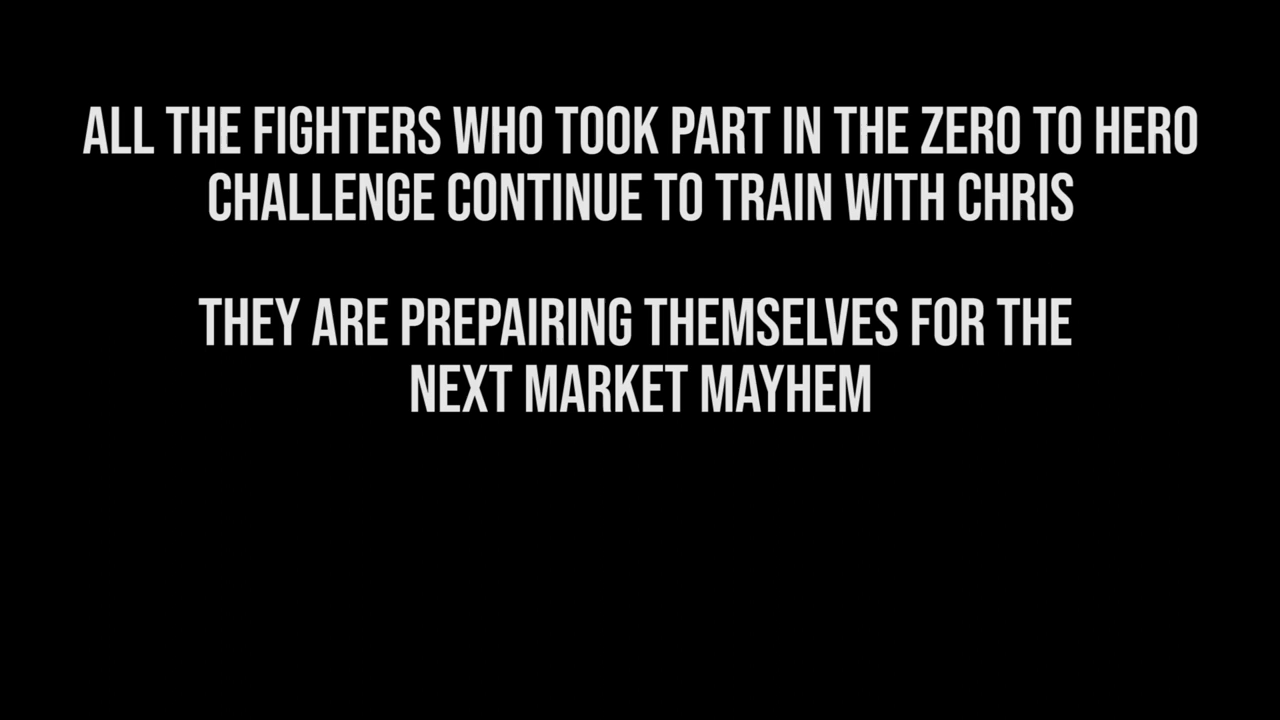 ALL THE FIGHTERS WHO TOOK PART IN THE ZERO TO HERO
CHALLENGE CONTINUE TO TRAIN WITH CHRIS
THEY ARE PREPAIRING THEMSELVES FOR THE
NEXT MARKET MAYHEM